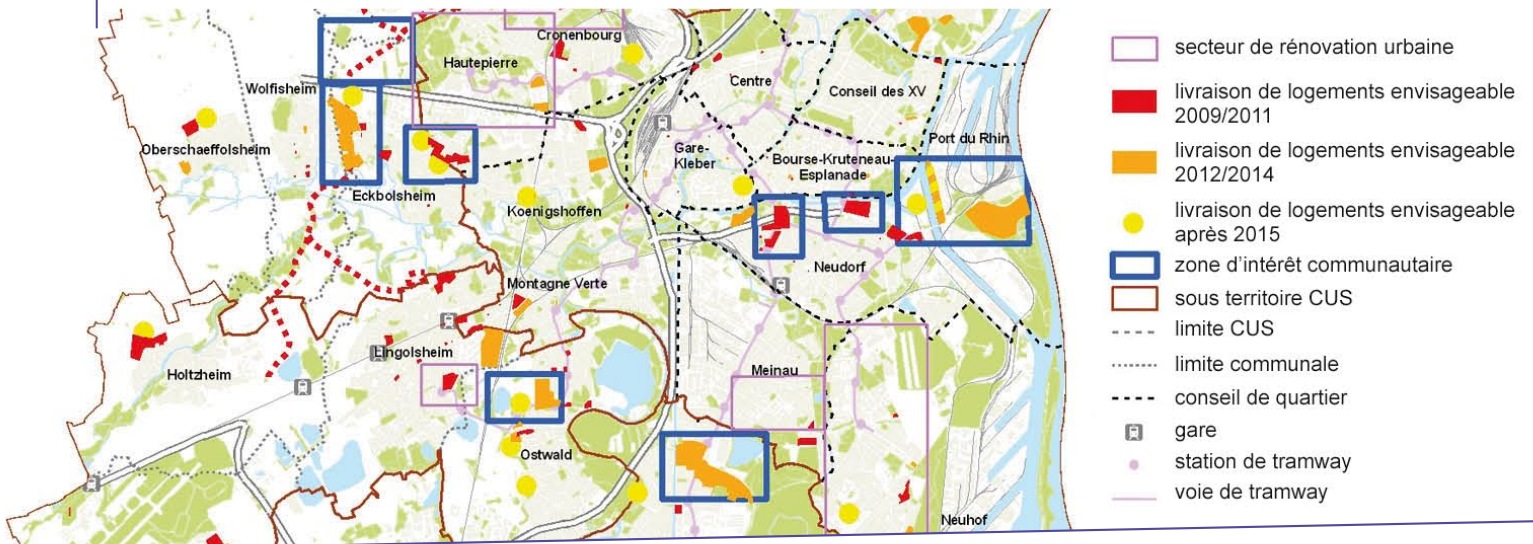 Cronenbourg
Hautepierre
Wolfisheim
Centre
Conseil des XV
Oberschaeffolsheim
Port du Rhin
Gare-
Kleber
Bourse-Kruteneau-
Esplanade
Eckbolsheim
Koenigshoffen
Neudorf
Montagne Verte
Lingolsheim
Holtzheim
Meinau
Ostwald
Neuhof
secteur de rénovation urbaine
livraison de logements envisageable
2009/2011
livraison de logements envisageable
2012/2014
livraison de logements envisageable
après 2015
zone d'intérêt communautaire
sous territoire CUS
limite CUS
limite communale
conseil de quartier
gare
station de tramway
voie de tramway